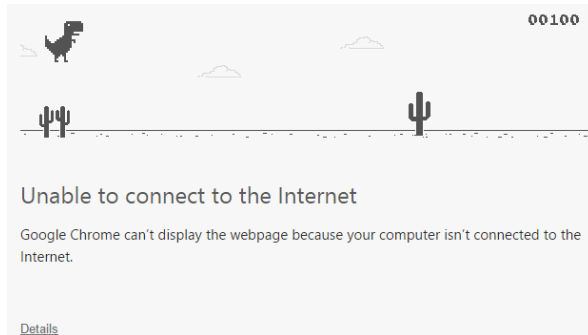 00100
Unable to connect to the Internet
Google Chrome can’t display the webpage because your computer isn’t connected to the
Internet.
Details